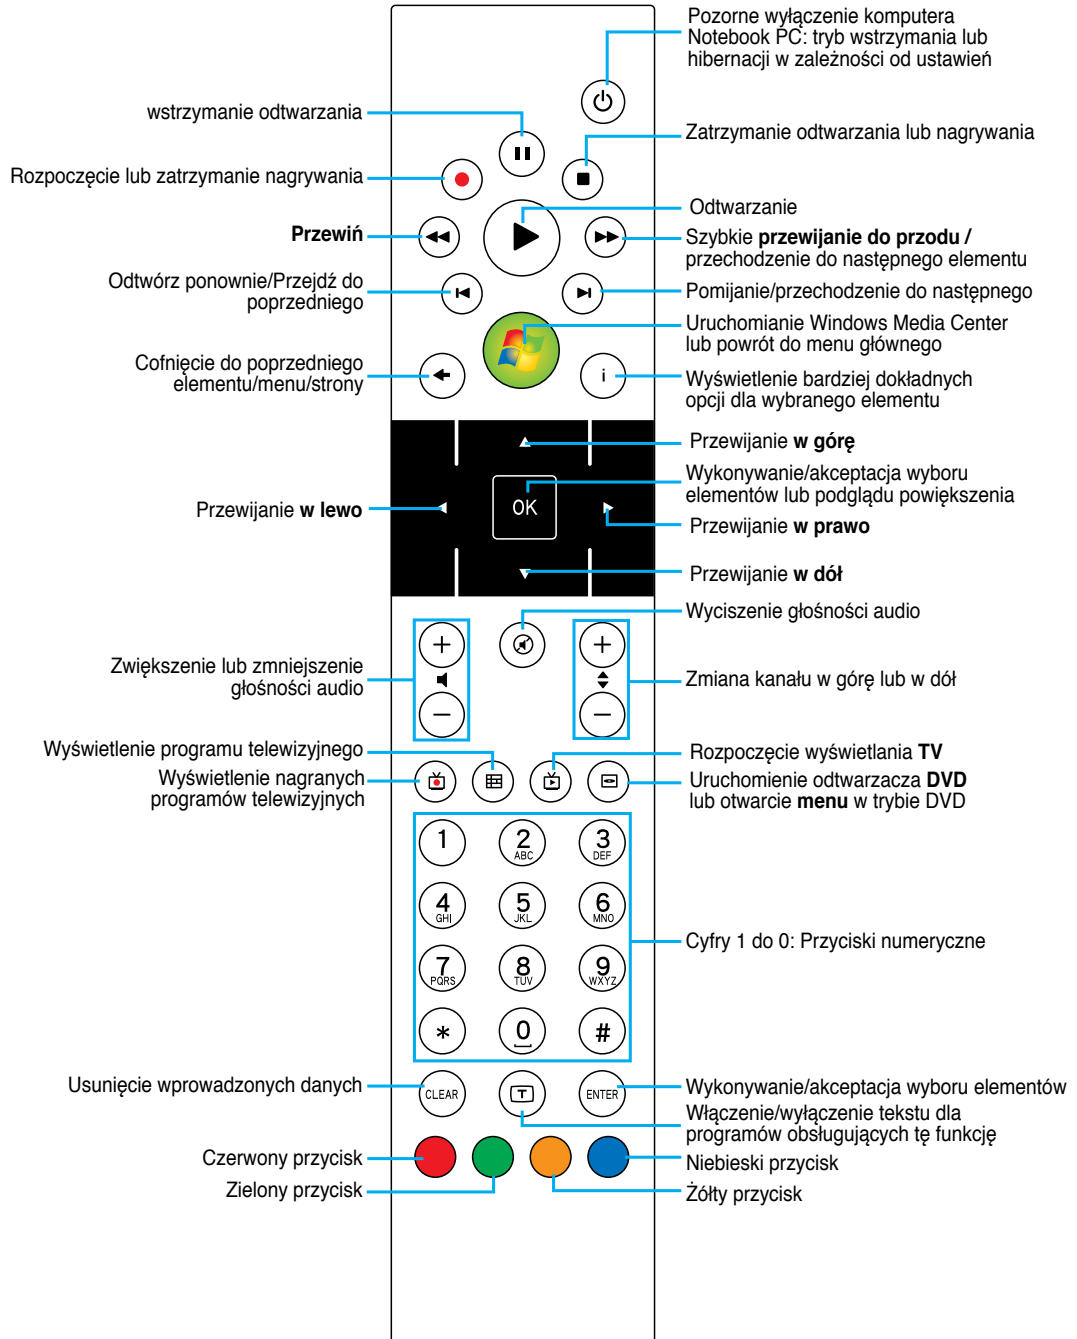 Pozorne wyłączenie komputera
Notebook PC: tryb wstrzymania lub
hibernacji w zależności od ustawień
wstrzymanie odtwarzania
Zatrzymanie odtwarzania lub nagrywania
Rozpoczęcie lub zatrzymanie nagrywania
Odtwarzanie
Przewiń
Szybkie przewijanie do przodu /
przechodzenie do następnego elementu
Odtwórz ponownie/Przejdź do
poprzedniego
Pomijanie/przechodzenie do następnego
Uruchomianie Windows Media Center
lub powrót do menu głównego
Cofnięcie do poprzedniego
elementu/menu/strony
i
Wyświetlenie bardziej dokładnych
opcji dla wybranego elementu
Przewijanie w górę
Wykonywanie/akceptacja wyboru
elementów lub podglądu powiększenia
OK
Przewijanie w lewo
Przewijanie w prawo
Przewijanie w dół
Wyciszenie głośności audio
+
+
Zwiększenie lub zmniejszenie
głośności audio
Zmiana kanału w górę lub w dół
−
−
Wyświetlenie programu telewizyjnego
Rozpoczęcie wyświetlania TV
Wyświetlenie nagranych
programów telewizyjnych
Uruchomienie odtwarzacza DVD
lub otwarcie menu w trybie DVD
1
2
ABC
3
DEF
4
GHI
5
JKL
6
MNO
Cyfry 1 do 0: Przyciski numeryczne
7
PQRS
8
TUV
9
WXYZ
*
0
#
Usunięcie wprowadzonych danych
CLEAR
T
ENTER
Wykonywanie/akceptacja wyboru elementów
Włączenie/wyłączenie tekstu dla
programów obsługujących tę funkcję
Czerwony przycisk
Niebieski przycisk
Zielony przycisk
Żółty przycisk